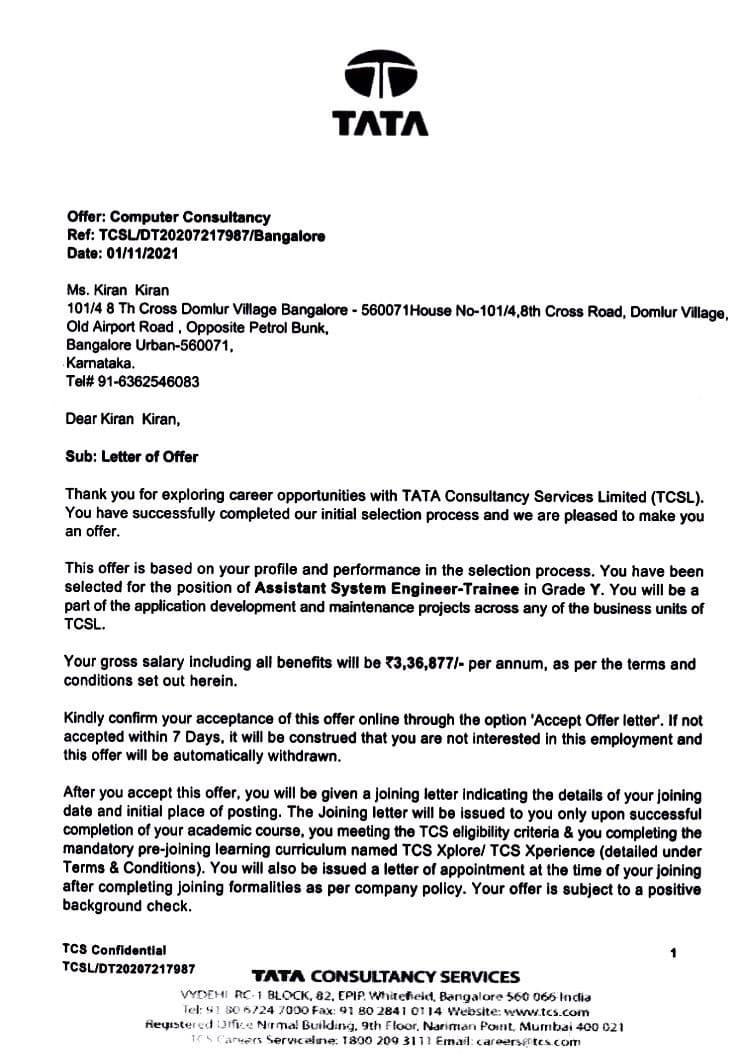 TATA
Offer: Computer Consultancy
Ref: TCSL/DT20207217987/Bangalore
Date: 01/11/2021
Ms. Kiran  Kiran
101/4 8 Th Cross Domlur Village Bangalore - 560071House No-101/4,8th Cross Road, Domlur Village,
Old Airport Road , Opposite Petrol Bunk,
Bangalore Urban-560071,
Karnataka.
Tel# 91-6362546083
Dear Kiran  Kiran,
Sub: Letter of Offer
Thank you for exploring career opportunities with TATA Consultancy Services Limited (TCSL).
You have successfully completed our initial selection process and we are pleased to make you
an offer.
This offer is based on your profile and performance in the selection process. You have been
selected for the position of Assistant System Engineer-Trainee in Grade Y. You will be a
part of the application development and maintenance projects across any of the business units of
TCSL.
Your gross salary including all benefits will be ₹3,36,877/- per annum, as per the terms and
conditions set out herein.
Kindly confirm your acceptance of this offer online through the option 'Accept Offer letter'. If not
accepted within 7 Days, it will be construed that you are not interested in this employment and
this offer will be automatically withdrawn.
After you accept this offer, you will be given a joining letter indicating the details of your joining
date and initial place of posting. The Joining letter will be issued to you only upon successful
completion of your academic course, you meeting the TCS eligibility criteria & you completing the
mandatory pre-joining learning curriculum named TCS Xplore/ TCS Xperience (detailed under
Terms & Conditions). You will also be issued a letter of appointment at the time of your joining
after completing joining formalities as per company policy. Your offer is subject to a positive
background check.
TCS Confidential 1
TCSL/DT20207217987
TATA CONSULTANCY SERVICES
VYDEHI RC-1 BLOCK, 82, EPIP, Whitefield, Bangalore 560 066 India
Tel: 91 80 6724 7000 Fax: 91 80 2841 0114 Website: www.tcs.com
Registered Office Nirmal Building, 9th Floor, Nariman Point, Mumbai 400 021
TCS Careers Serviceline: 1800 209 3111 Email: careers@tcs.com